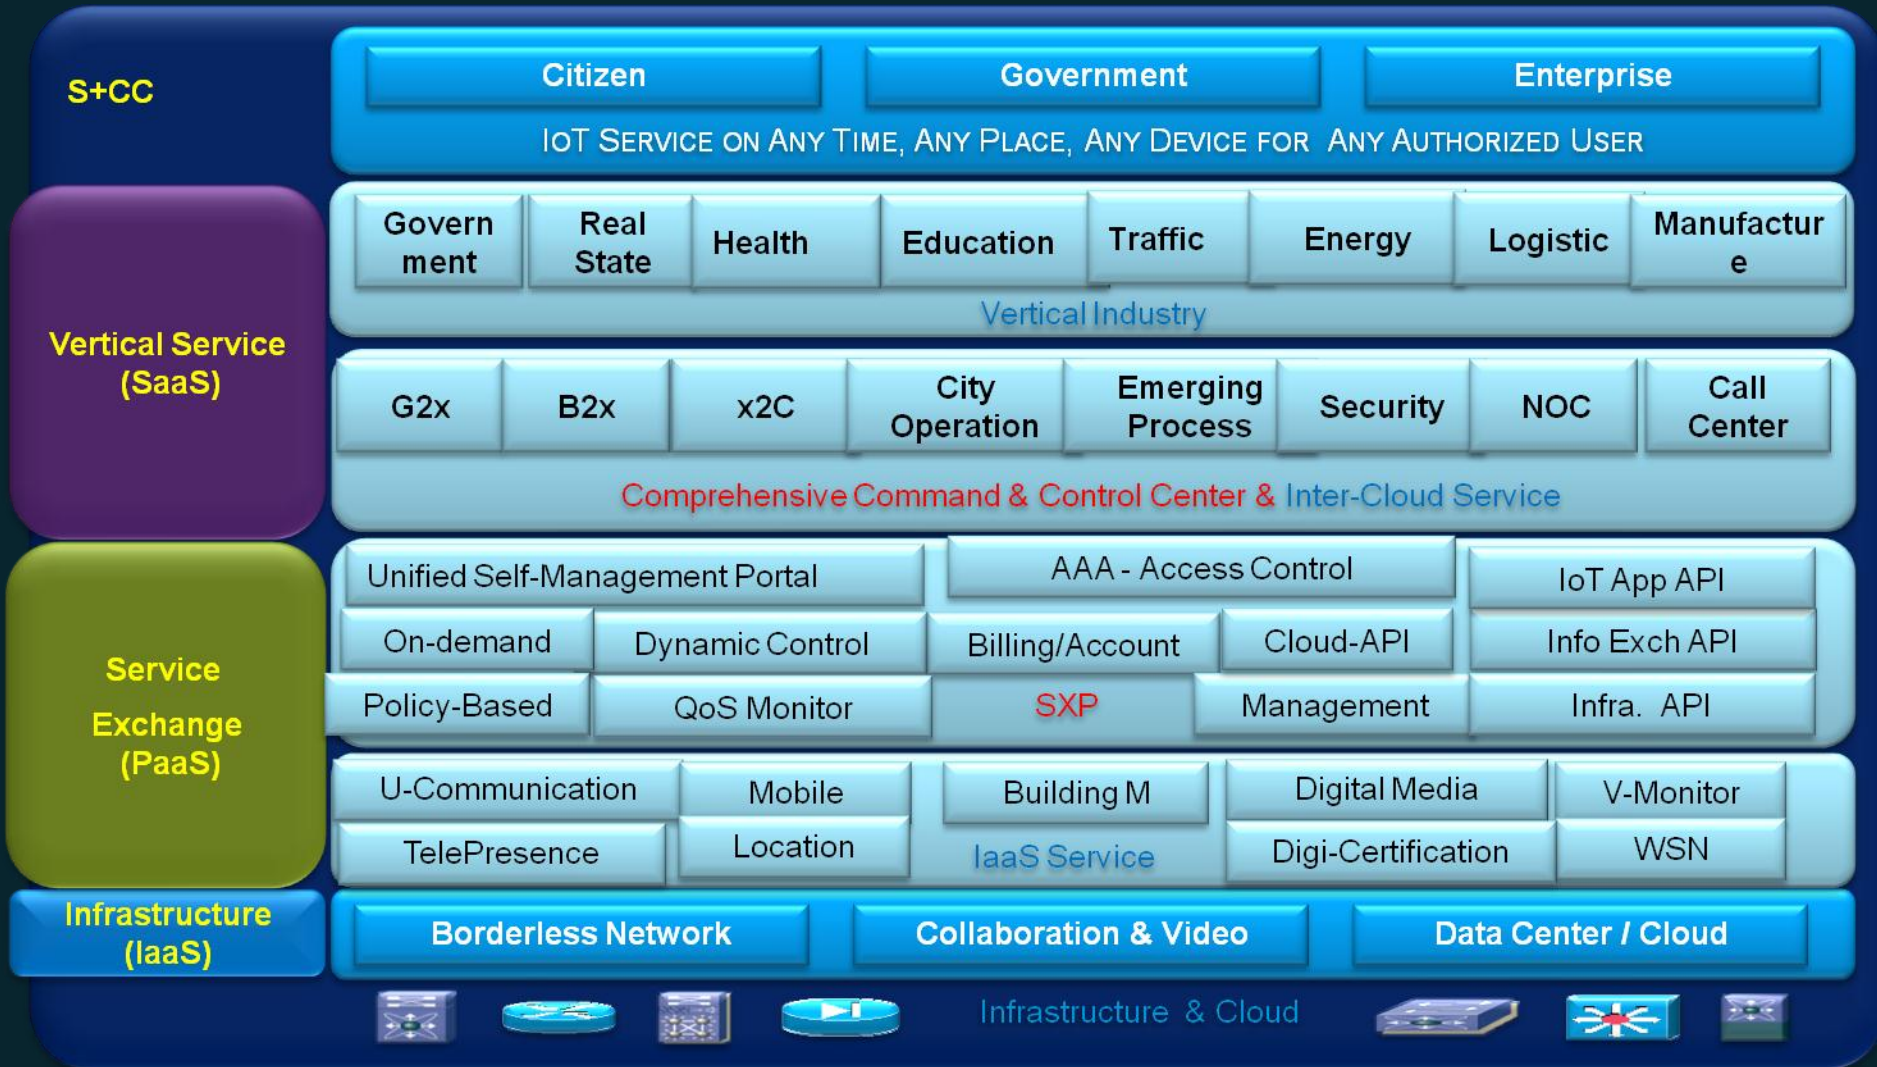 S+CC
Citizen
Government
Enterprise
IOT SERVICE ON ANY TIME, ANY PLACE, ANY DEVICE FOR ANY AUTHORIZED USER
Vertical Service
(SaaS)
Govern
ment
Real
State
Health
Education
Traffic
Energy
Logistic
Manufactur
e
Vertical Industry
G2x
B2x
x2C
City
Operation
Emerging
Process
Security
NOC
Call
Center
Comprehensive Command & Control Center & Inter-Cloud Service
Service
Exchange
(PaaS)
Unified Self-Management Portal
AAA - Access Control
IoT App API
On-demand
Dynamic Control
Billing/Account
Cloud-API
Info Exch API
Policy-Based
QoS Monitor
SXP
Management
Infra. API
U-Communication
Mobile
Building M
Digital Media
V-Monitor
TelePresence
Location
IaaS Service
Digi-Certification
WSN
Infrastructure
(IaaS)
Borderless Network
Collaboration & Video
Data Center / Cloud
Infrastructure & Cloud